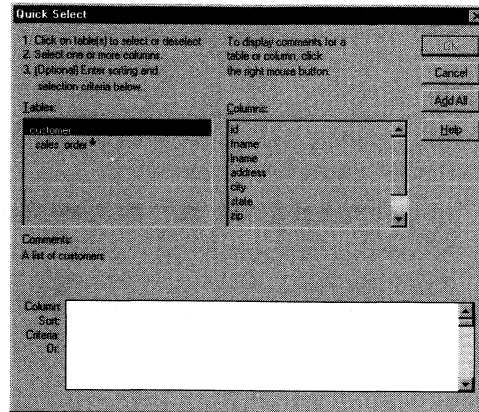 Quick Select
1. Click on table(s) to select or deselect
2. Select one or more columns.
3. (Optional) Enter sorting and
selection criteria below.
To display comments for a
table or column, click
the right mouse button.
OK
Cancel
Add All
Help
Tables:
customer
sales_order
Columns:
id
fname
lname
address
city
state
zip
Comments:
A list of customers
Column:
Sort:
Criteria:
Or: